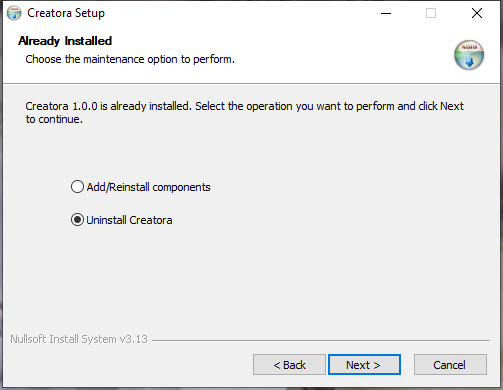 Creatora Setup
Already Installed
Choose the maintenance option to perform.
Creatora 1.0.0 is already installed. Select the operation you want to perform and click Next
to continue.
Add/Reinstall components
Uninstall Creatora
Nullsoft Install System v3.13
< Back
Next >
Cancel